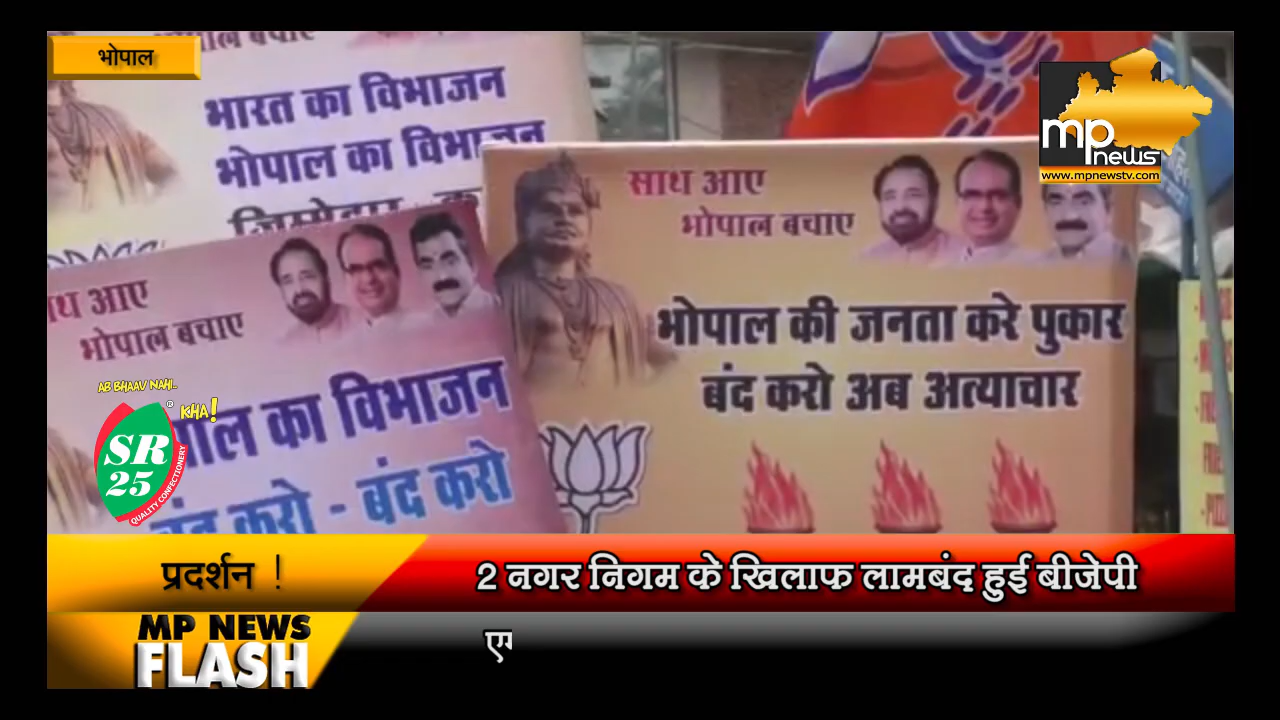 भोपाल
भोपाल बचाए
भारत का विभाजन
भोपाल का विभाजन
जिम्मेदार
mp
news
www.mpnewstv.com
साथ आए
भोपाल बचाए
भोपाल की जनता करे पुकार
बंद करो अब अत्याचार
साथ आए
भोपाल बचाए
भोपाल का विभाजन
बंद करो - बंद करो
AB BHAAV NAHI..
KHA!
SR
25
®
QUALITY CONFECTIONERY
प्रदर्शन !
2 नगर निगम के खिलाफ लामबंद हुई बीजेपी
MP NEWS
FLASH